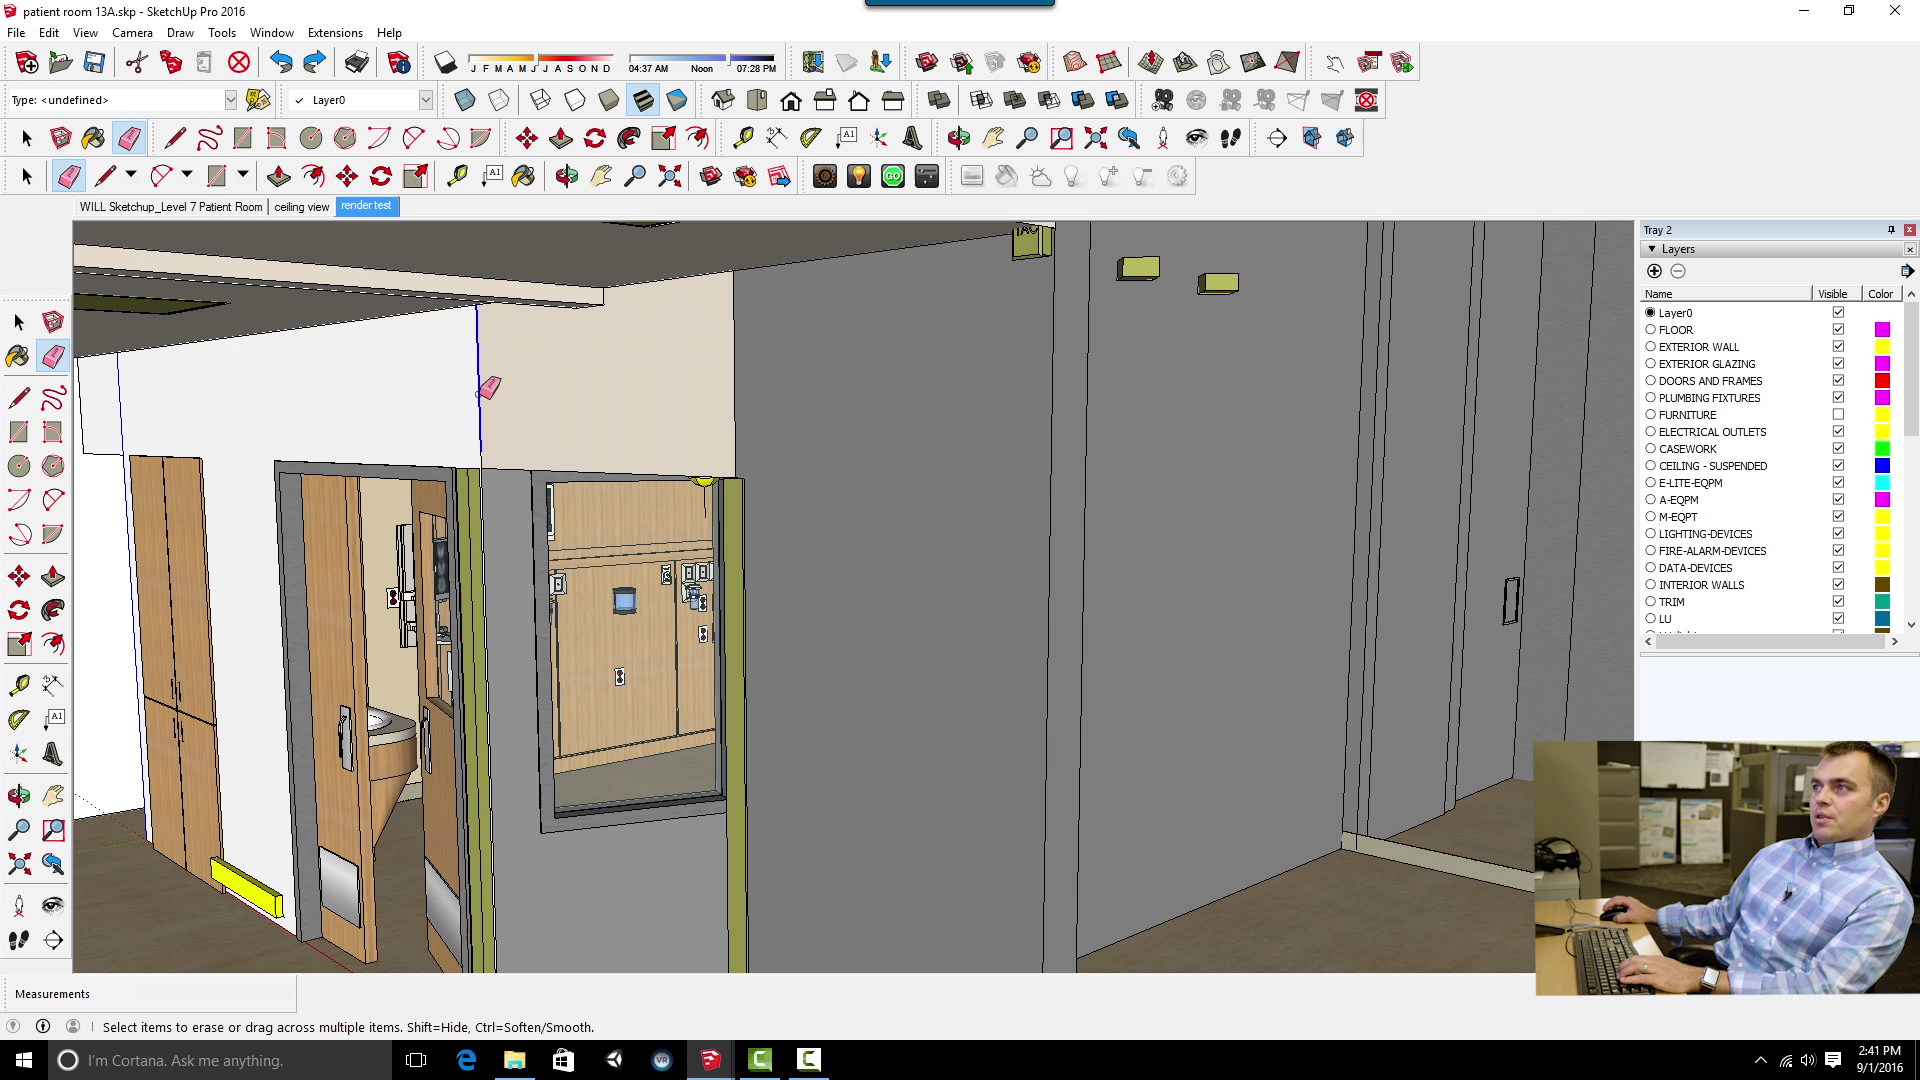 patient room 13A.skp - SketchUp Pro 2016
File Edit View Camera Draw Tools Window Extensions Help
J F M A M J J A S O N D
04:37 AM Noon 07:28 PM
Type: <undefined>
Layer0
A1
A1
GO
WILL Sketchup_Level 7 Patient Room
ceiling view
render test
Tray 2
Layers
Name Visible Color
Layer0
FLOOR
EXTERIOR WALL
EXTERIOR GLAZING
DOORS AND FRAMES
PLUMBING FIXTURES
FURNITURE
ELECTRICAL OUTLETS
CASEWORK
CEILING - SUSPENDED
E-LITE-EQPM
A-EQPM
M-EQPT
LIGHTING-DEVICES
FIRE-ALARM-DEVICES
DATA-DEVICES
INTERIOR WALLS
TRIM
LU
A1
Measurements
Select items to erase or drag across multiple items. Shift=Hide, Ctrl=Soften/Smooth.
I'm Cortana. Ask me anything.
VR
2:41 PM
9/1/2016